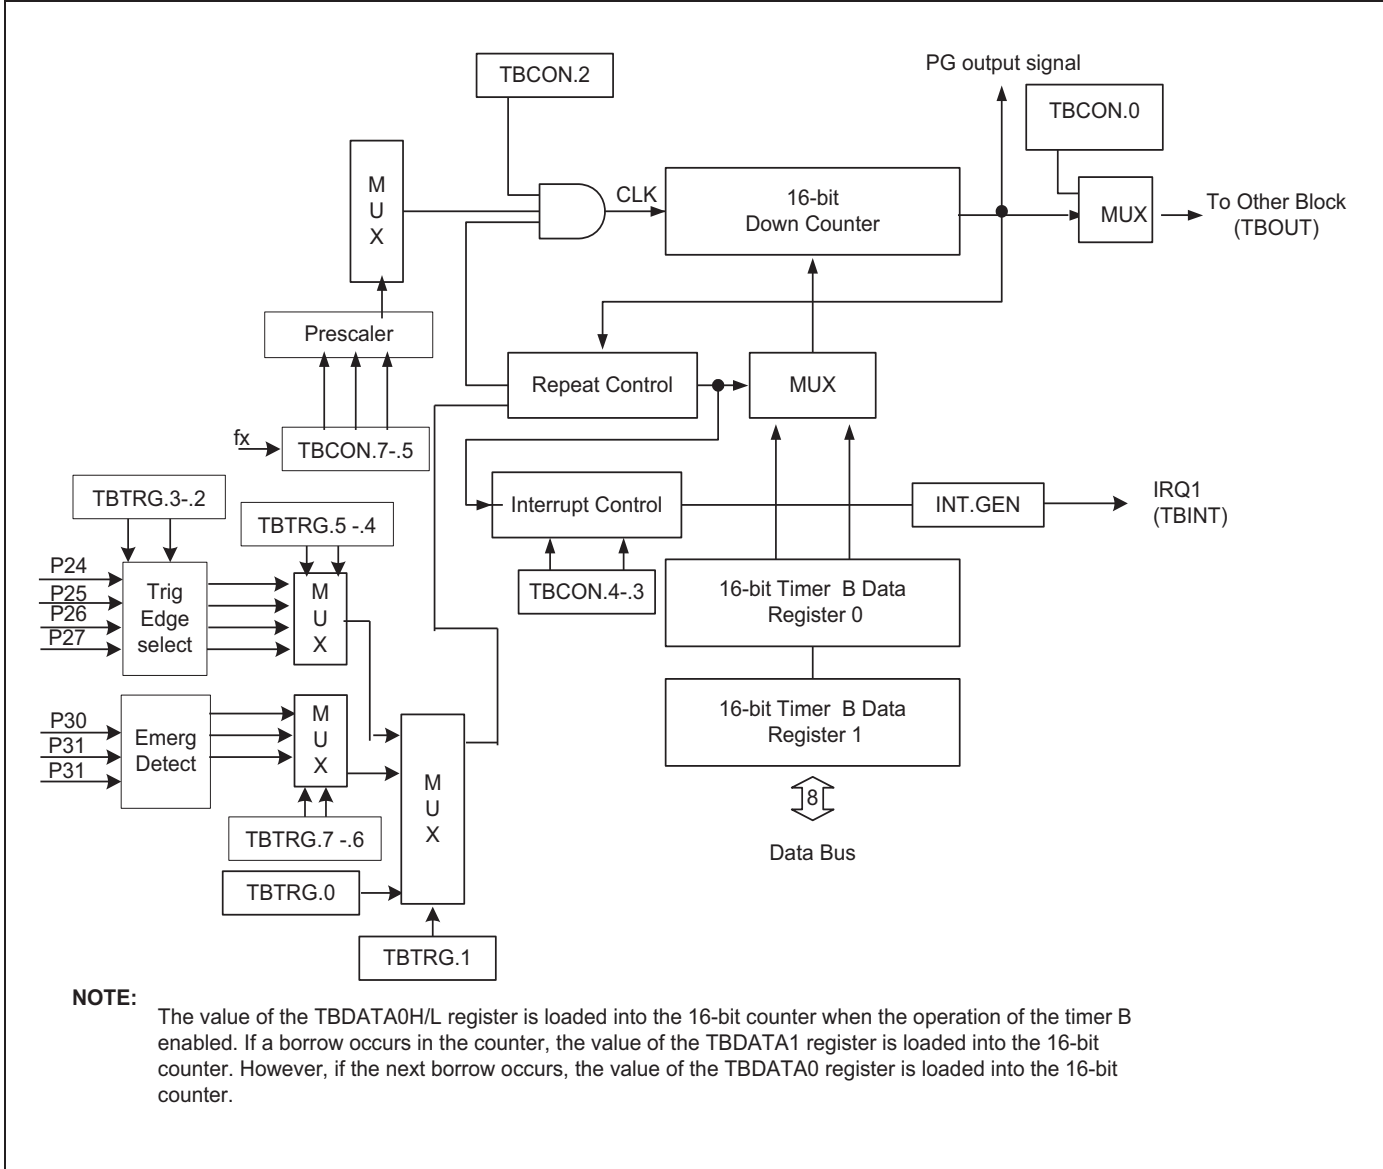 PG output signal
TBCON.2
TBCON.0
M
U
X
CLK
16-bit
Down Counter
MUX
To Other Block
(TBOUT)
Prescaler
Repeat Control
MUX
fx
TBCON.7-.5
TBTRG.3-.2
TBTRG.5 -.4
Interrupt Control
INT.GEN
IRQ1
(TBINT)
P24
P25
P26
P27
Trig
Edge
select
M
U
X
TBCON.4-.3
16-bit Timer B Data
Register 0
16-bit Timer B Data
Register 1
P30
P31
P31
Emerg
Detect
M
U
X
M
U
X
8
TBTRG.7 -.6
Data Bus
TBTRG.0
TBTRG.1
NOTE:
The value of the TBDATA0H/L register is loaded into the 16-bit counter when the operation of the timer B
enabled. If a borrow occurs in the counter, the value of the TBDATA1 register is loaded into the 16-bit
counter. However, if the next borrow occurs, the value of the TBDATA0 register is loaded into the 16-bit
counter.